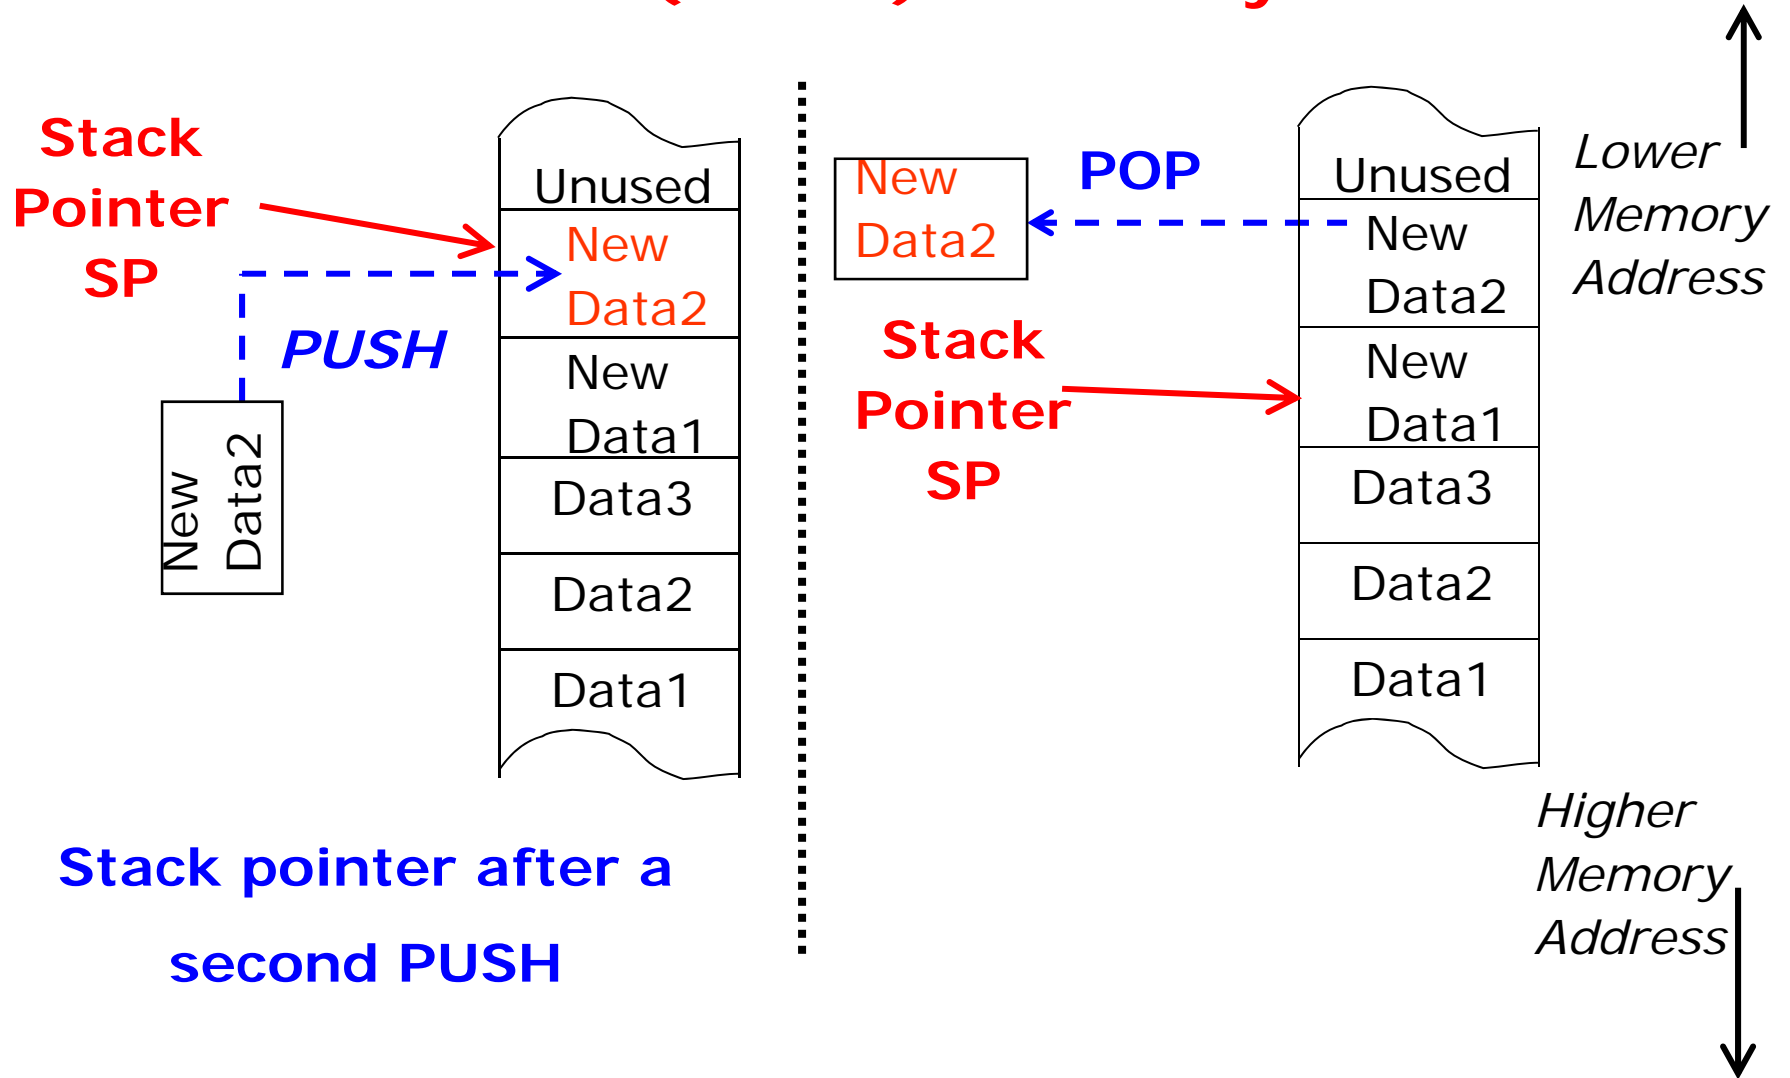 Stack
Pointer
SP
PUSH
New
Data2
Unused
New
Data2
New
Data1
Data3
Data2
Data1
Stack pointer after a
second PUSH
New
Data2
POP
Stack
Pointer
SP
Unused
New
Data2
New
Data1
Data3
Data2
Data1
Lower
Memory
Address
Higher
Memory
Address